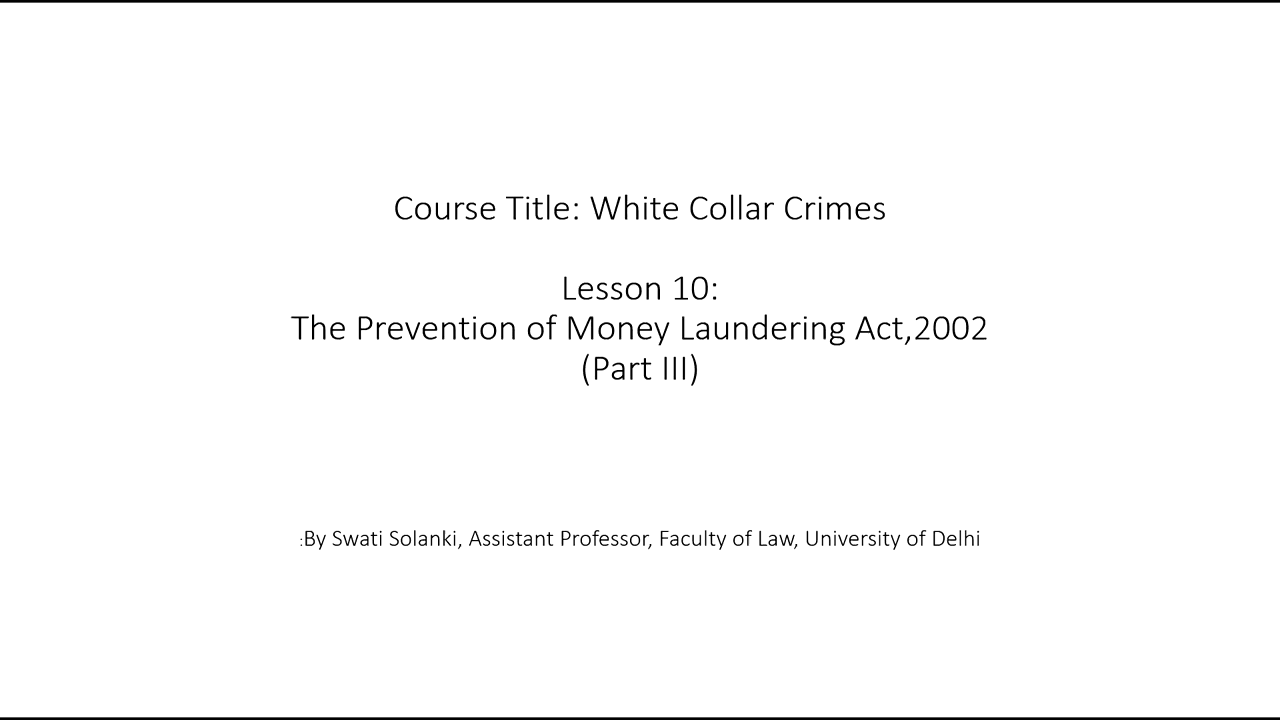 Course Title: White Collar Crimes
Lesson 10:
The Prevention of Money Laundering Act,2002
(Part III)
:By Swati Solanki, Assistant Professor, Faculty of Law, University of Delhi